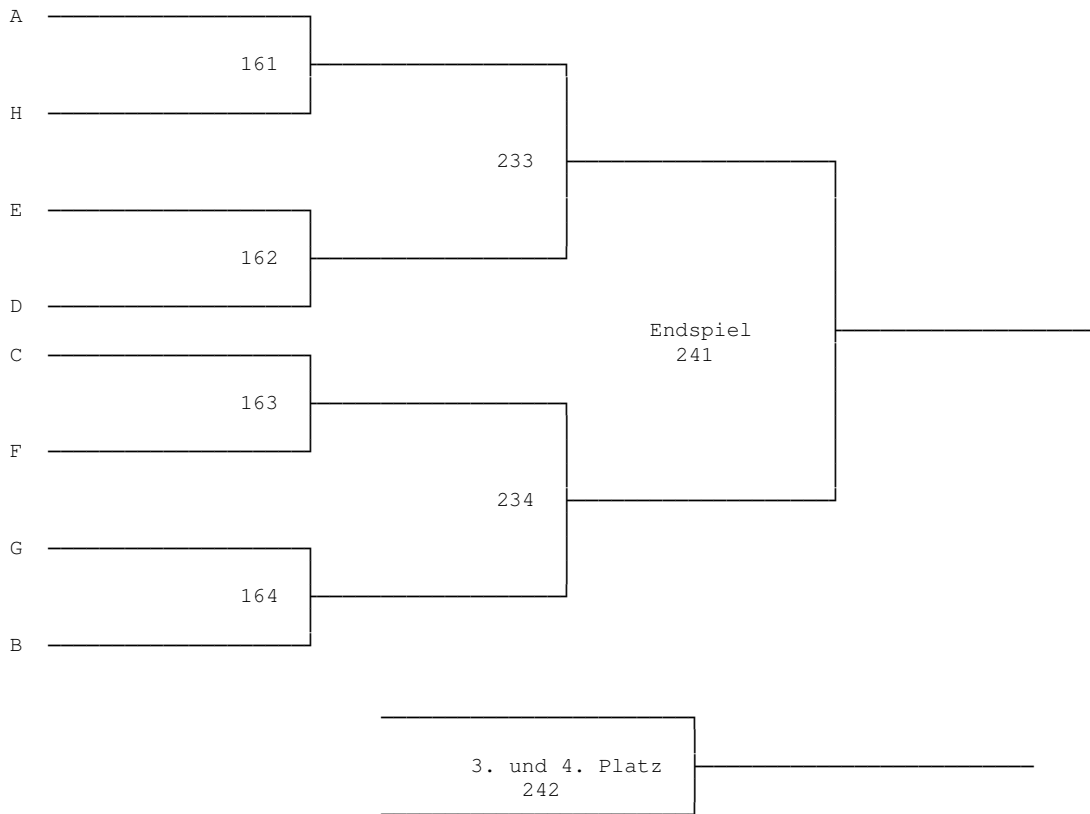 A
161
H
233
E
162
D
Endspiel
C
241
163
F
234
G
164
B
3. und 4. Platz
242